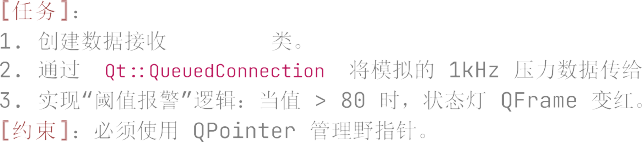 [任务]：
1. 创建数据接收 类。
2. 通过 Qt::QueuedConnection 将模拟的 1kHz 压力数据传给
3. 实现“阈值报警”逻辑：当值 > 80 时，状态灯 QFrame 变红。
[约束]：必须使用 QPointer 管理野指针。